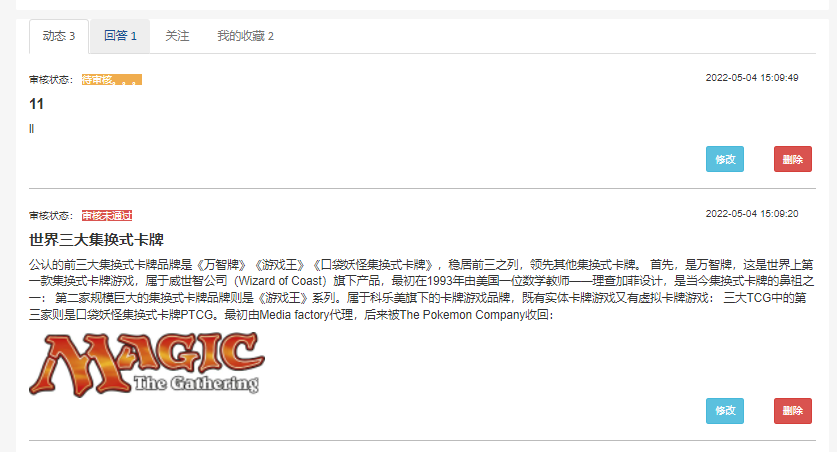 动态 3 回答 1 关注 我的收藏 2
审核状态： 待审核。。。 2022-05-04 15:09:49
11
ll
修改 删除
审核状态： 审核未通过 2022-05-04 15:09:20
世界三大集换式卡牌
公认的前三大集换式卡牌品牌是《万智牌》《游戏王》《口袋妖怪集换式卡牌》，稳居前三之列，领先其他集换式卡牌。 首先，是万智牌，这是世界上第
一款集换式卡牌游戏，属于威世智公司（Wizard of Coast）旗下产品，最初在1993年由美国一位数学教师——理查加菲设计，是当今集换式卡牌的鼻祖之
一： 第二家规模巨大的集换式卡牌品牌则是《游戏王》系列。属于科乐美旗下的卡牌游戏品牌，既有实体卡牌游戏又有虚拟卡牌游戏： 三大TCG中的第
三家则是口袋妖怪集换式卡牌PTCG。最初由Media factory代理，后来被The Pokemon Company收回：
MAGIC
The Gathering
修改 删除